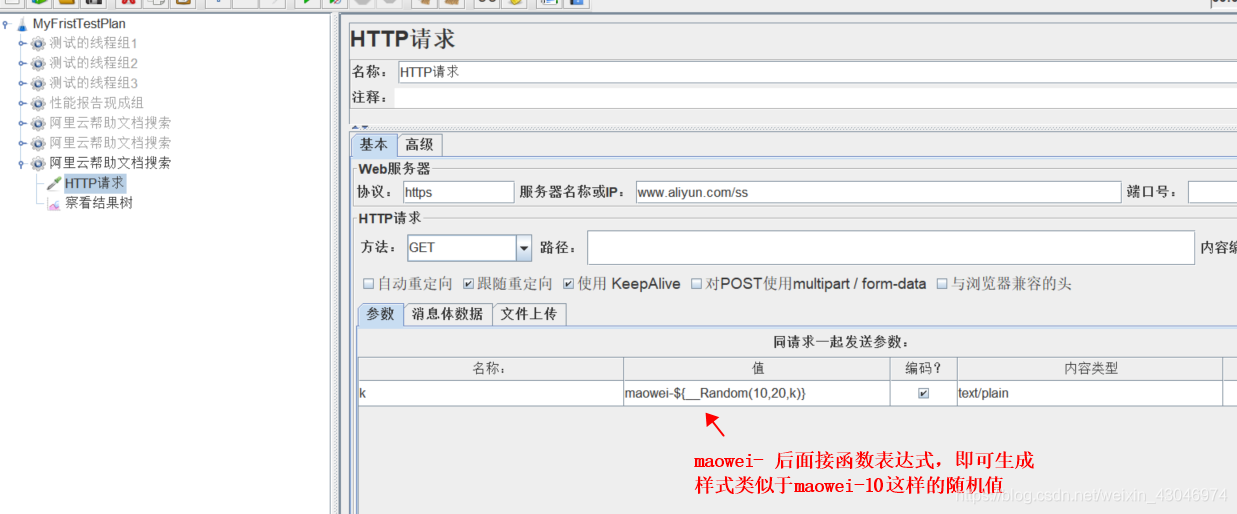 MyFristTestPlan
测试的线程组1
测试的线程组2
测试的线程组3
性能报告现成组
阿里云帮助文档搜索
阿里云帮助文档搜索
阿里云帮助文档搜索
HTTP请求
察看结果树
HTTP请求
名称： HTTP请求
注释：
基本 高级
Web服务器
协议： https 服务器名称或IP： www.aliyun.com/ss 端口号：
HTTP请求
方法： GET 路径： 内容编
自动重定向 跟随重定向 使用 KeepAlive 对POST使用multipart / form-data 与浏览器兼容的头
参数 消息体数据 文件上传
同请求一起发送参数：
名称： 值 编码？ 内容类型
k maowei-${__Random(10,20,k)} text/plain
maowei- 后面接函数表达式，即可生成
样式类似于maowei-10这样的随机值
https://blog.csdn.net/weixin_43046974